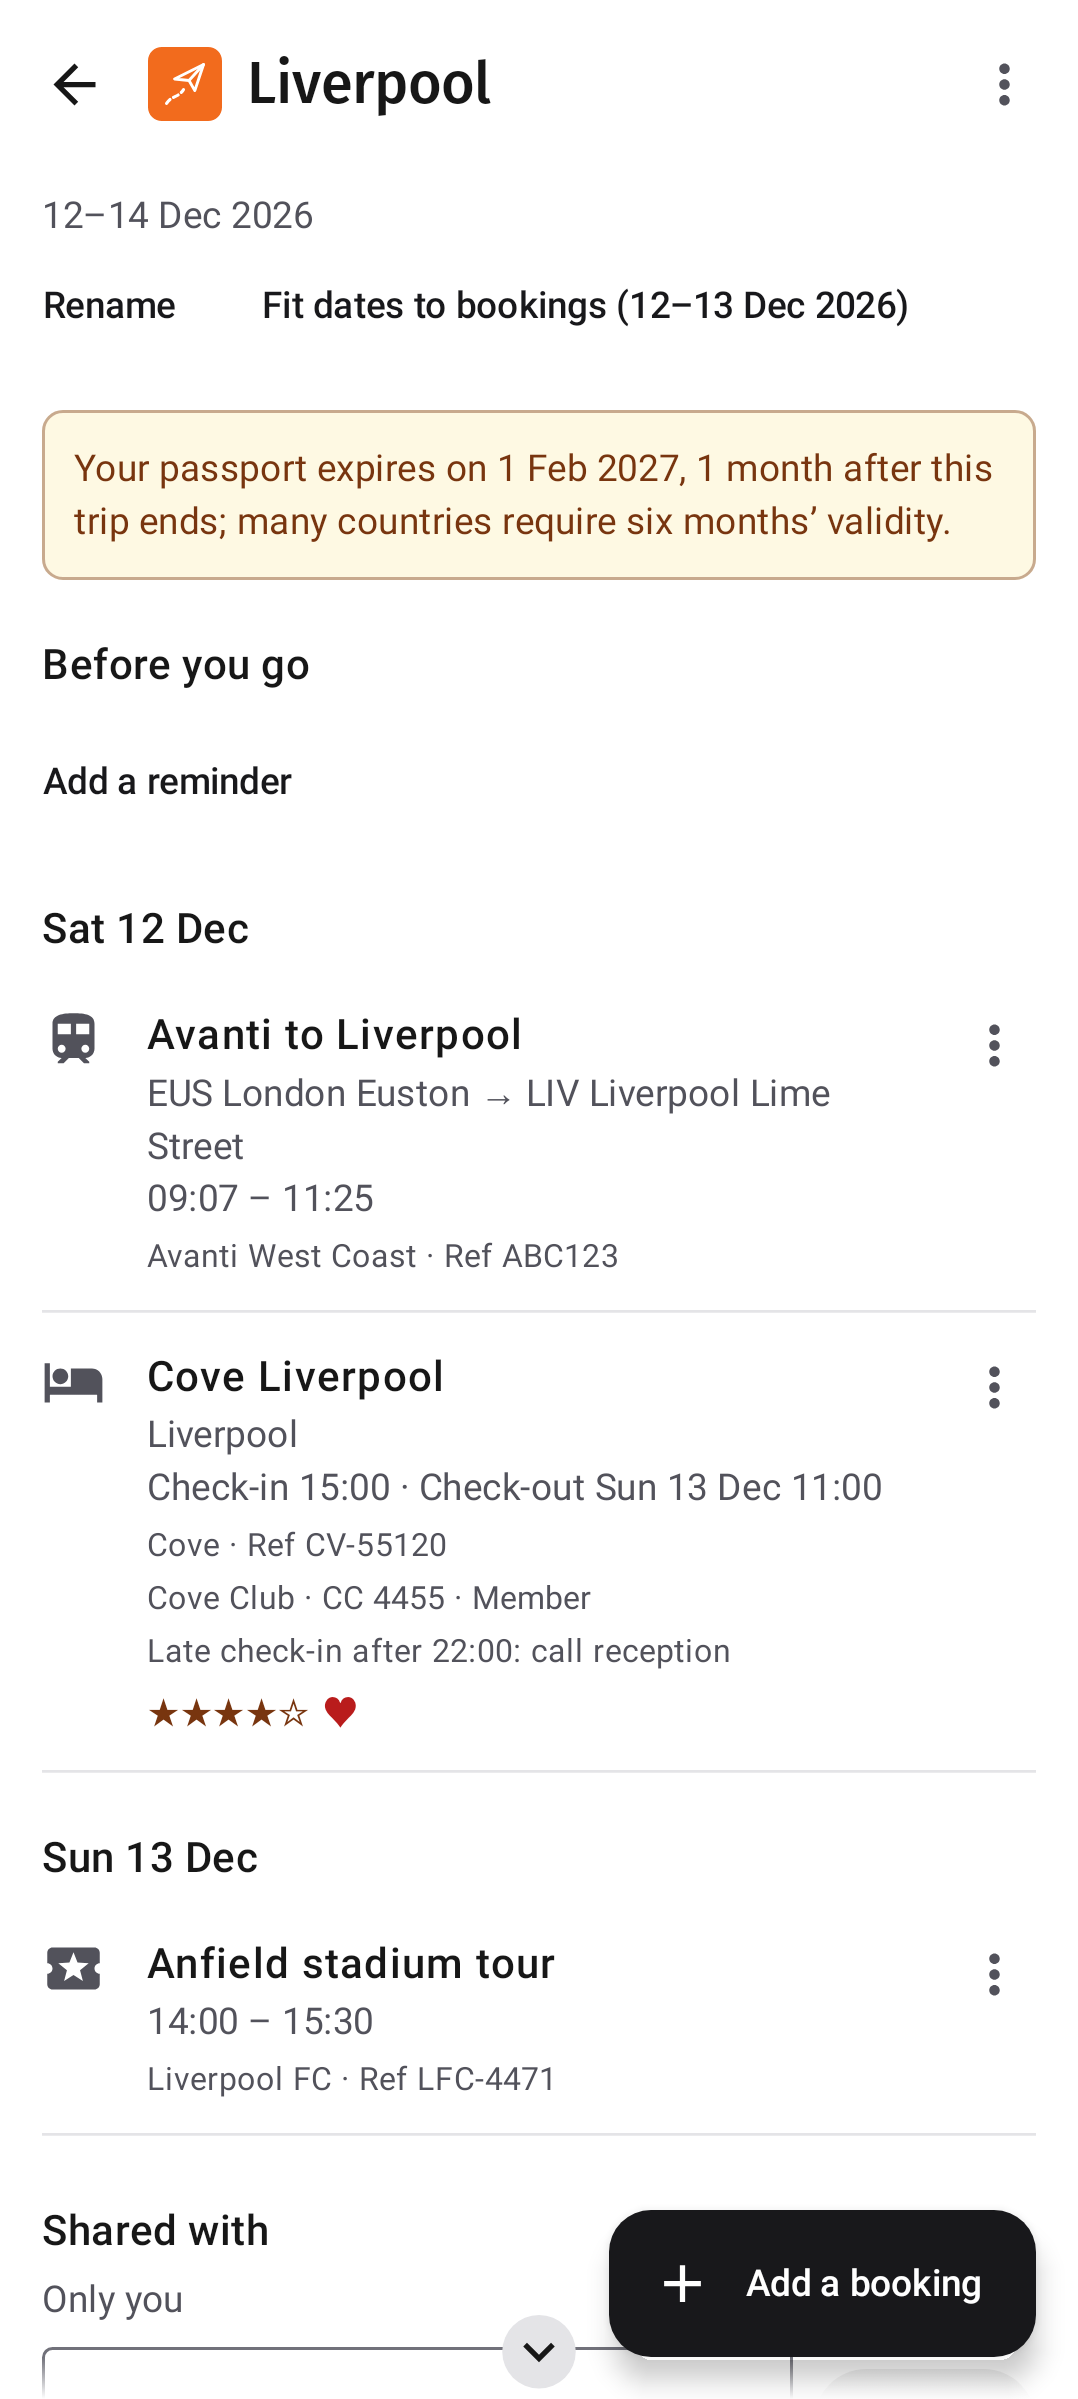 Liverpool
12–14 Dec 2026
Rename
Fit dates to bookings (12–13 Dec 2026)
Your passport expires on 1 Feb 2027, 1 month after this
trip ends; many countries require six months’ validity.
Before you go
Add a reminder
Sat 12 Dec
Avanti to Liverpool
EUS London Euston → LIV Liverpool Lime
Street
09:07 – 11:25
Avanti West Coast · Ref ABC123
Cove Liverpool
Liverpool
Check-in 15:00 · Check-out Sun 13 Dec 11:00
Cove · Ref CV-55120
Cove Club · CC 4455 · Member
Late check-in after 22:00: call reception
★★★★☆ ♥
Sun 13 Dec
Anfield stadium tour
14:00 – 15:30
Liverpool FC · Ref LFC-4471
Shared with
Only you
Add a booking